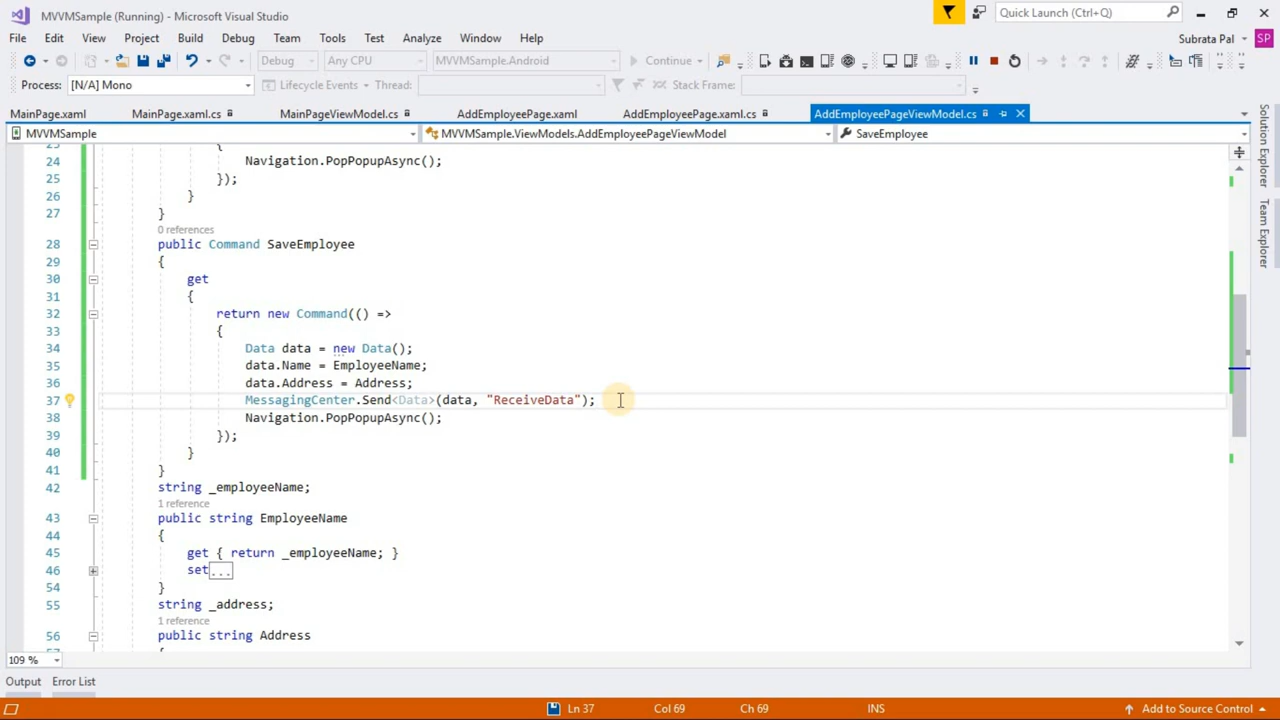 MVVMSample (Running) - Microsoft Visual Studio
Quick Launch (Ctrl+Q)
File Edit View Project Build Debug Team Tools Test Analyze Window Help
Subrata Pal SP
Debug Any CPU MVVMSample.Android Continue
Process: [N/A] Mono Lifecycle Events Thread: Stack Frame:
MainPage.xaml MainPage.xaml.cs MainPageViewModel.cs AddEmployeePage.xaml AddEmployeePage.xaml.cs AddEmployeePageViewModel.cs
MVVMSample MVVMSample.ViewModels.AddEmployeePageViewModel SaveEmployee
23 {
24 Navigation.PopPopupAsync();
25 });
26 }
27 }
0 references
28 public Command SaveEmployee
29 {
30 get
31 {
32 return new Command(() =>
33 {
34 Data data = new Data();
35 data.Name = EmployeeName;
36 data.Address = Address;
37 MessagingCenter.Send<Data>(data, "ReceiveData");
38 Navigation.PopPopupAsync();
39 });
40 }
41 }
42 string _employeeName;
1 reference
43 public string EmployeeName
44 {
45 get { return _employeeName; }
46 set...
54 }
55 string _address;
1 reference
56 public string Address
57 {
109 %
Output Error List
Ln 37 Col 69 Ch 69 INS Add to Source Control
Solution Explorer
Team Explorer